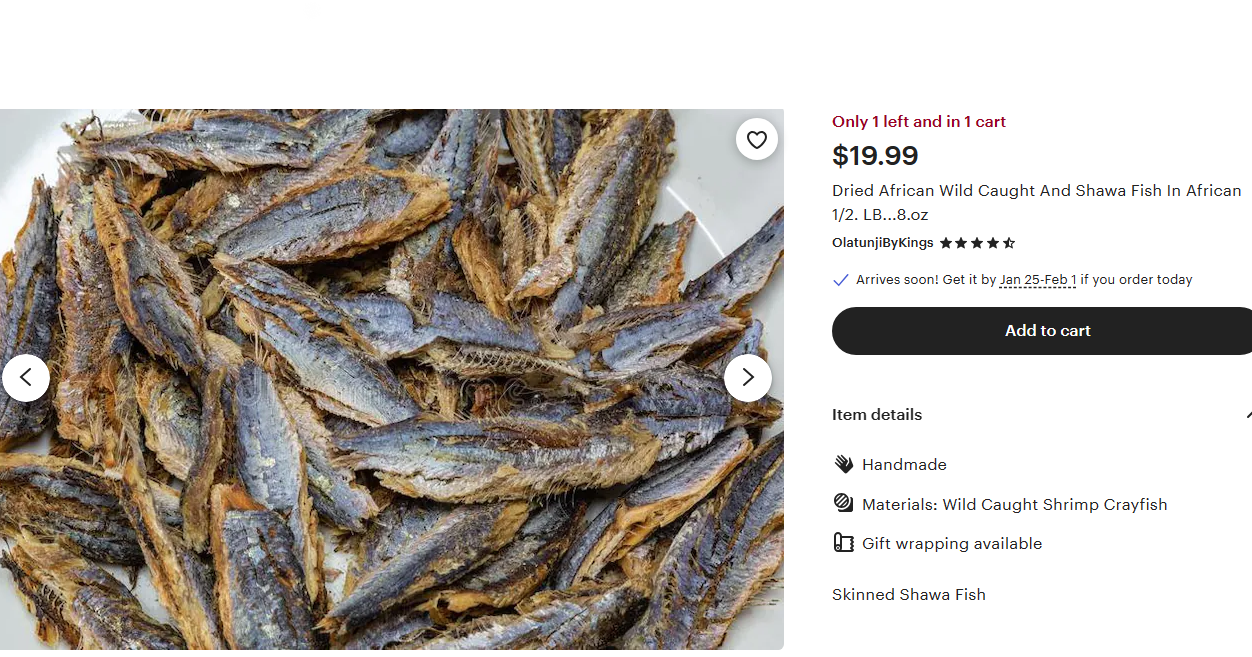 Only 1 left and in 1 cart
$19.99
Dried African Wild Caught And Shawa Fish In African
1/2. LB...8.oz
OlatunjiByKings
Arrives soon! Get it by Jan 25-Feb 1 if you order today
Add to cart
Item details
Handmade
Materials: Wild Caught Shrimp Crayfish
Gift wrapping available
Skinned Shawa Fish